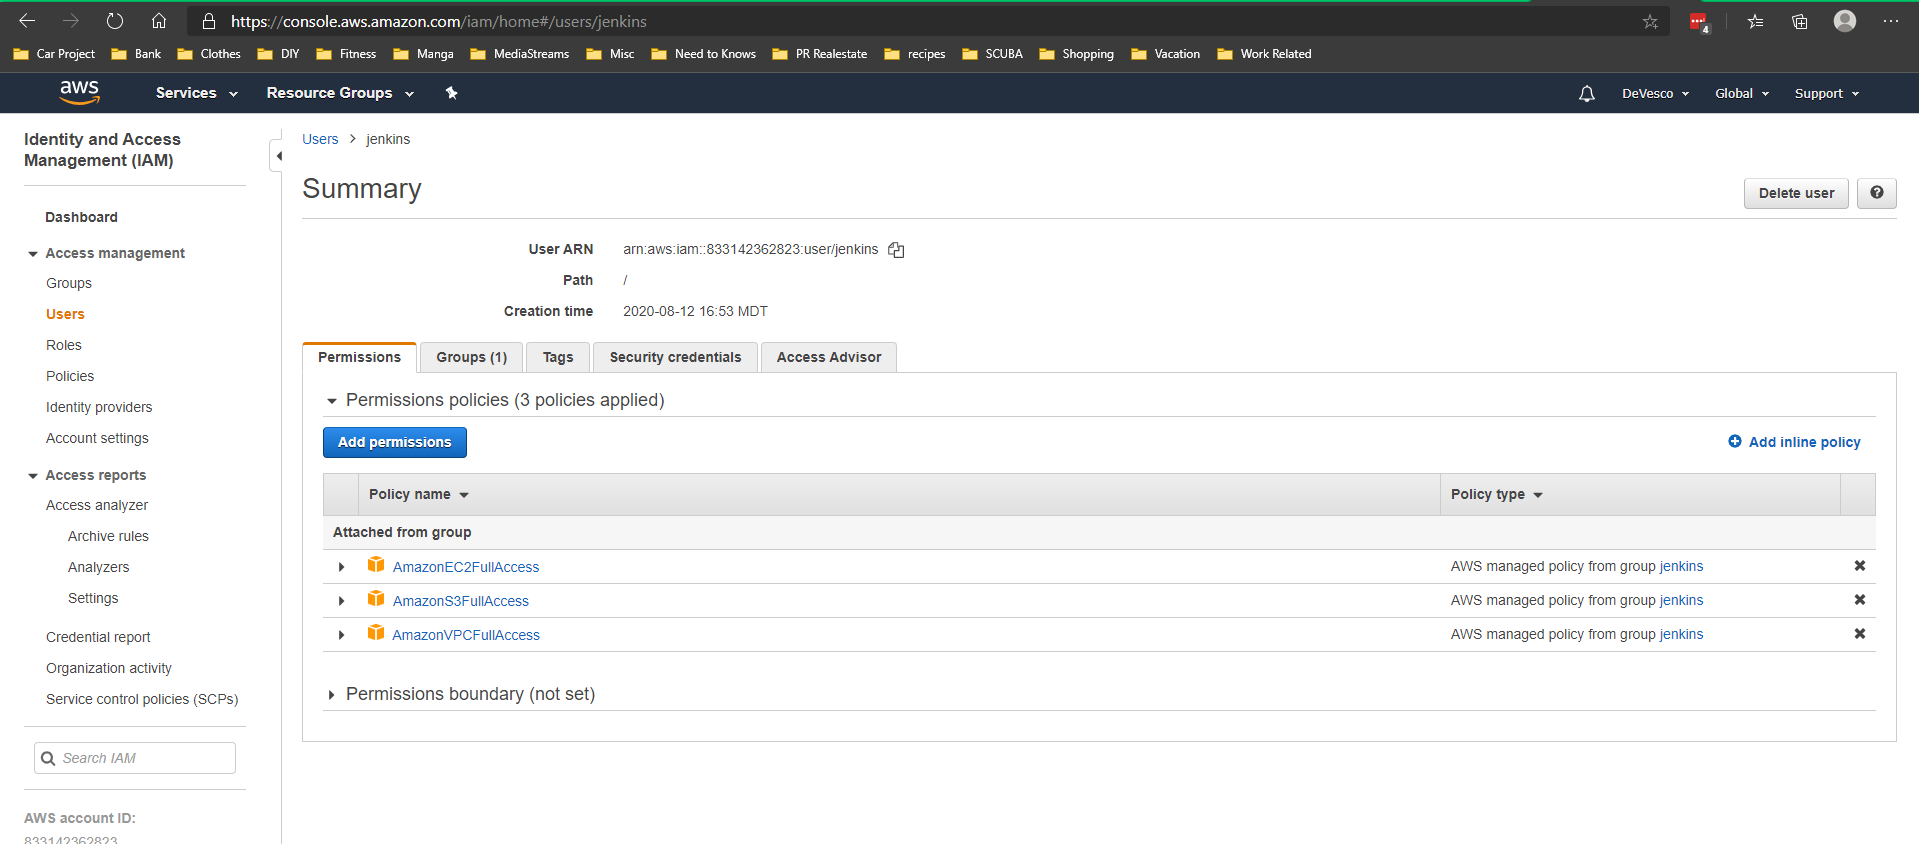 https://console.aws.amazon.com/iam/home#/users/jenkins
4
Car Project Bank Clothes DIY Fitness Manga MediaStreams Misc Need to Knows PR Realestate recipes SCUBA Shopping Vacation Work Related
aws Services Resource Groups DeVesco Global Support
Identity and Access
Management (IAM)
Dashboard
Access management
Groups
Users
Roles
Policies
Identity providers
Account settings
Access reports
Access analyzer
Archive rules
Analyzers
Settings
Credential report
Organization activity
Service control policies (SCPs)
Search IAM
AWS account ID:
833142362823
Users > jenkins
Summary
Delete user ?
User ARN arn:aws:iam::833142362823:user/jenkins
Path /
Creation time 2020-08-12 16:53 MDT
Permissions Groups (1) Tags Security credentials Access Advisor
Permissions policies (3 policies applied)
Add permissions Add inline policy
Policy name Policy type
Attached from group
AmazonEC2FullAccess AWS managed policy from group jenkins
AmazonS3FullAccess AWS managed policy from group jenkins
AmazonVPCFullAccess AWS managed policy from group jenkins
Permissions boundary (not set)